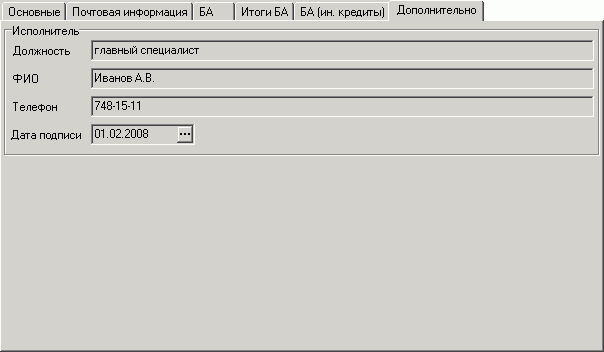 Основные Почтовая информация БА Итоги БА БА (ин. кредиты) Дополнительно
Исполнитель
Должность главный специалист
ФИО Иванов А.В.
Телефон 748-15-11
Дата подписи 01.02.2008 ...